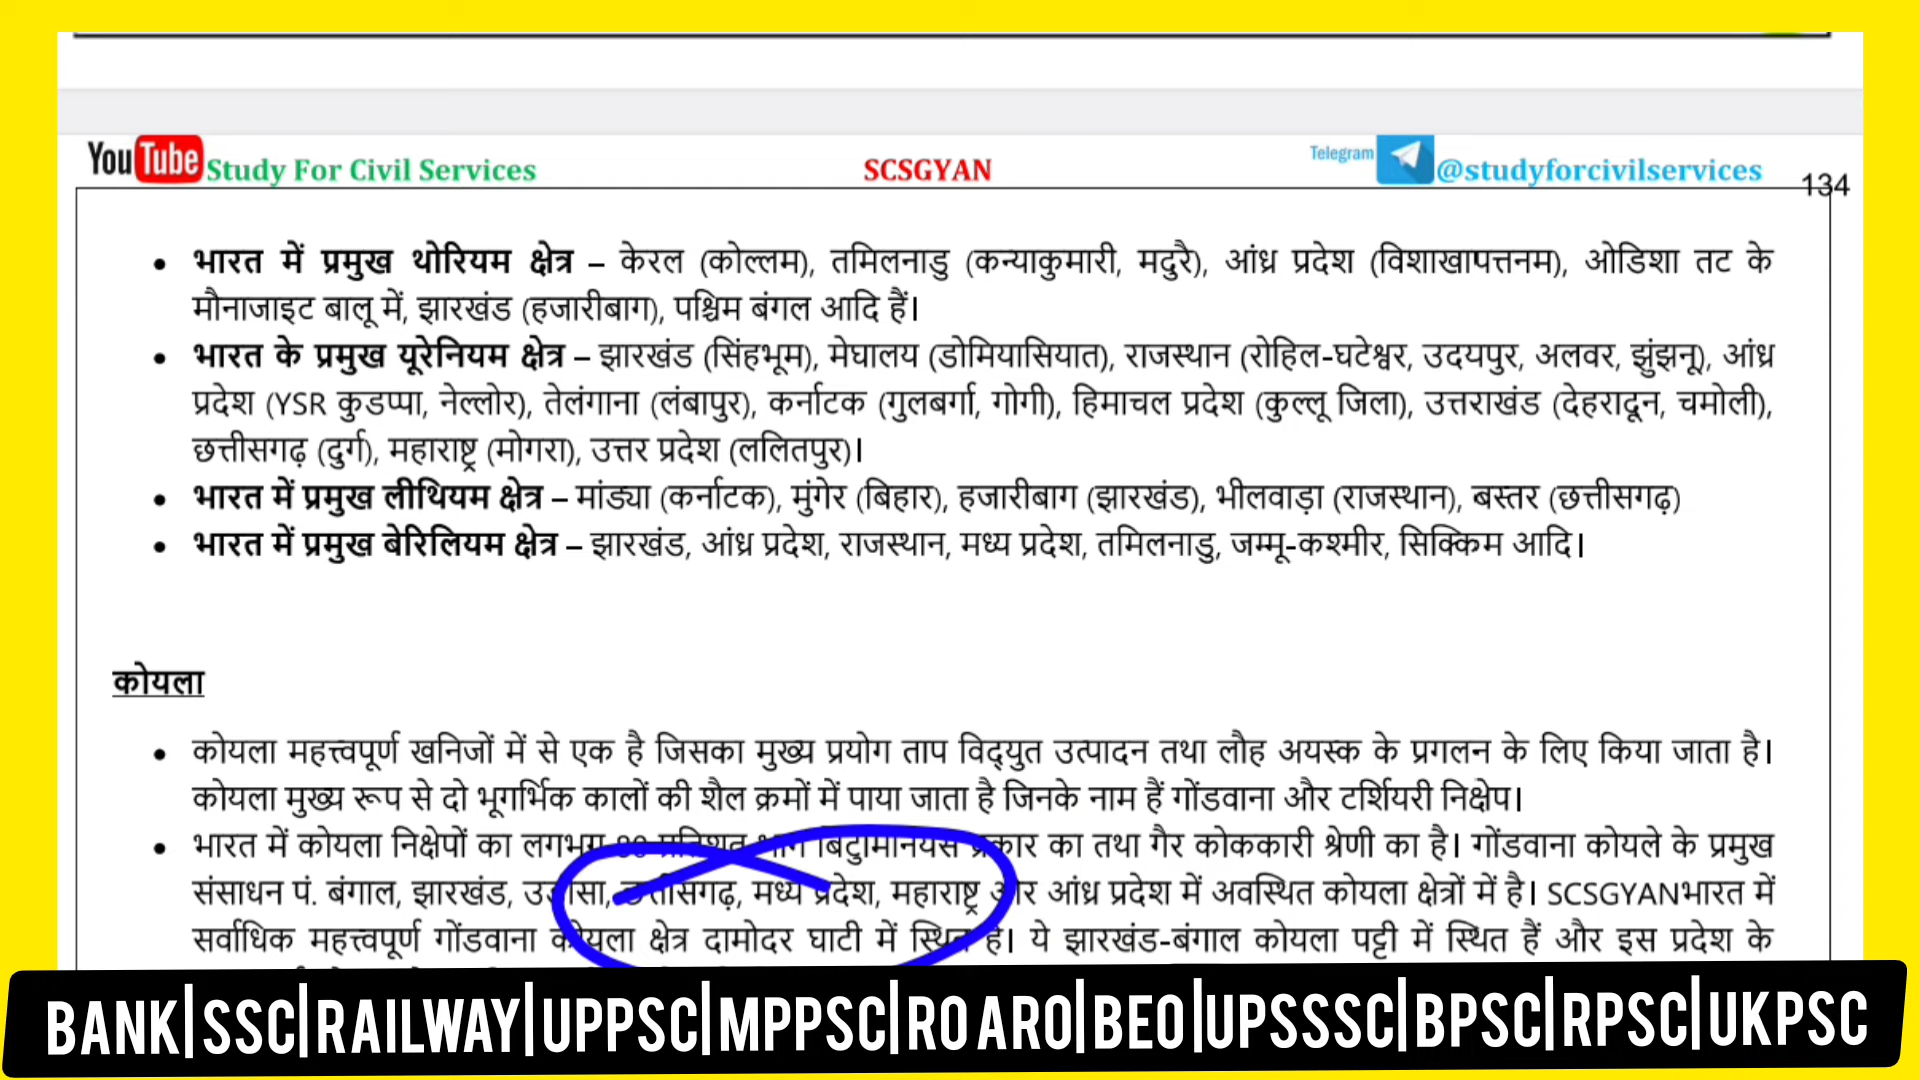 YouTube Study For Civil Services SCSGYAN Telegram @studyforcivilservices 134
• भारत में प्रमुख थोरियम क्षेत्र – केरल (कोल्लम), तमिलनाडु (कन्याकुमारी, मदुरै), आंध्र प्रदेश (विशाखापत्तनम), ओडिशा तट के
मौनाजाइट बालू में, झारखंड (हजारीबाग), पश्चिम बंगल आदि हैं।
• भारत के प्रमुख यूरेनियम क्षेत्र – झारखंड (सिंहभूम), मेघालय (डोमियासियात), राजस्थान (रोहिल-घटेश्वर, उदयपुर, अलवर, झुंझनू), आंध्र
प्रदेश (YSR कुडप्पा, नेल्लोर), तेलंगाना (लंबापुर), कर्नाटक (गुलबर्गा, गोगी), हिमाचल प्रदेश (कुल्लू जिला), उत्तराखंड (देहरादून, चमोली),
छत्तीसगढ़ (दुर्ग), महाराष्ट्र (मोगरा), उत्तर प्रदेश (ललितपुर)।
• भारत में प्रमुख लीथियम क्षेत्र – मांड्या (कर्नाटक), मुंगेर (बिहार), हजारीबाग (झारखंड), भीलवाड़ा (राजस्थान), बस्तर (छत्तीसगढ़)
• भारत में प्रमुख बेरिलियम क्षेत्र – झारखंड, आंध्र प्रदेश, राजस्थान, मध्य प्रदेश, तमिलनाडु, जम्मू-कश्मीर, सिक्किम आदि।
कोयला
• कोयला महत्त्वपूर्ण खनिजों में से एक है जिसका मुख्य प्रयोग ताप विद्युत उत्पादन तथा लौह अयस्क के प्रगलन के लिए किया जाता है।
कोयला मुख्य रूप से दो भूगर्भिक कालों की शैल क्रमों में पाया जाता है जिनके नाम हैं गोंडवाना और टर्शियरी निक्षेप।
• भारत में कोयला निक्षेपों का लगभग प्रतिशत भाग बिटुमिनियस प्रकार का तथा गैर कोककारी श्रेणी का है। गोंडवाना कोयले के प्रमुख
संसाधन पं. बंगाल, झारखंड, उड़ीसा, छत्तीसगढ़, मध्य प्रदेश, महाराष्ट्र और आंध्र प्रदेश में अवस्थित कोयला क्षेत्रों में है। SCSGYANभारत में
सर्वाधिक महत्त्वपूर्ण गोंडवाना कोयला क्षेत्र दामोदर घाटी में स्थित है। ये झारखंड-बंगाल कोयला पट्टी में स्थित हैं और इस प्रदेश के
BANK|SSC|RAILWAY|UPPSC|MPPSC|RO ARO|BEO|UPSSSC|BPSC|RPSC|UKPSC